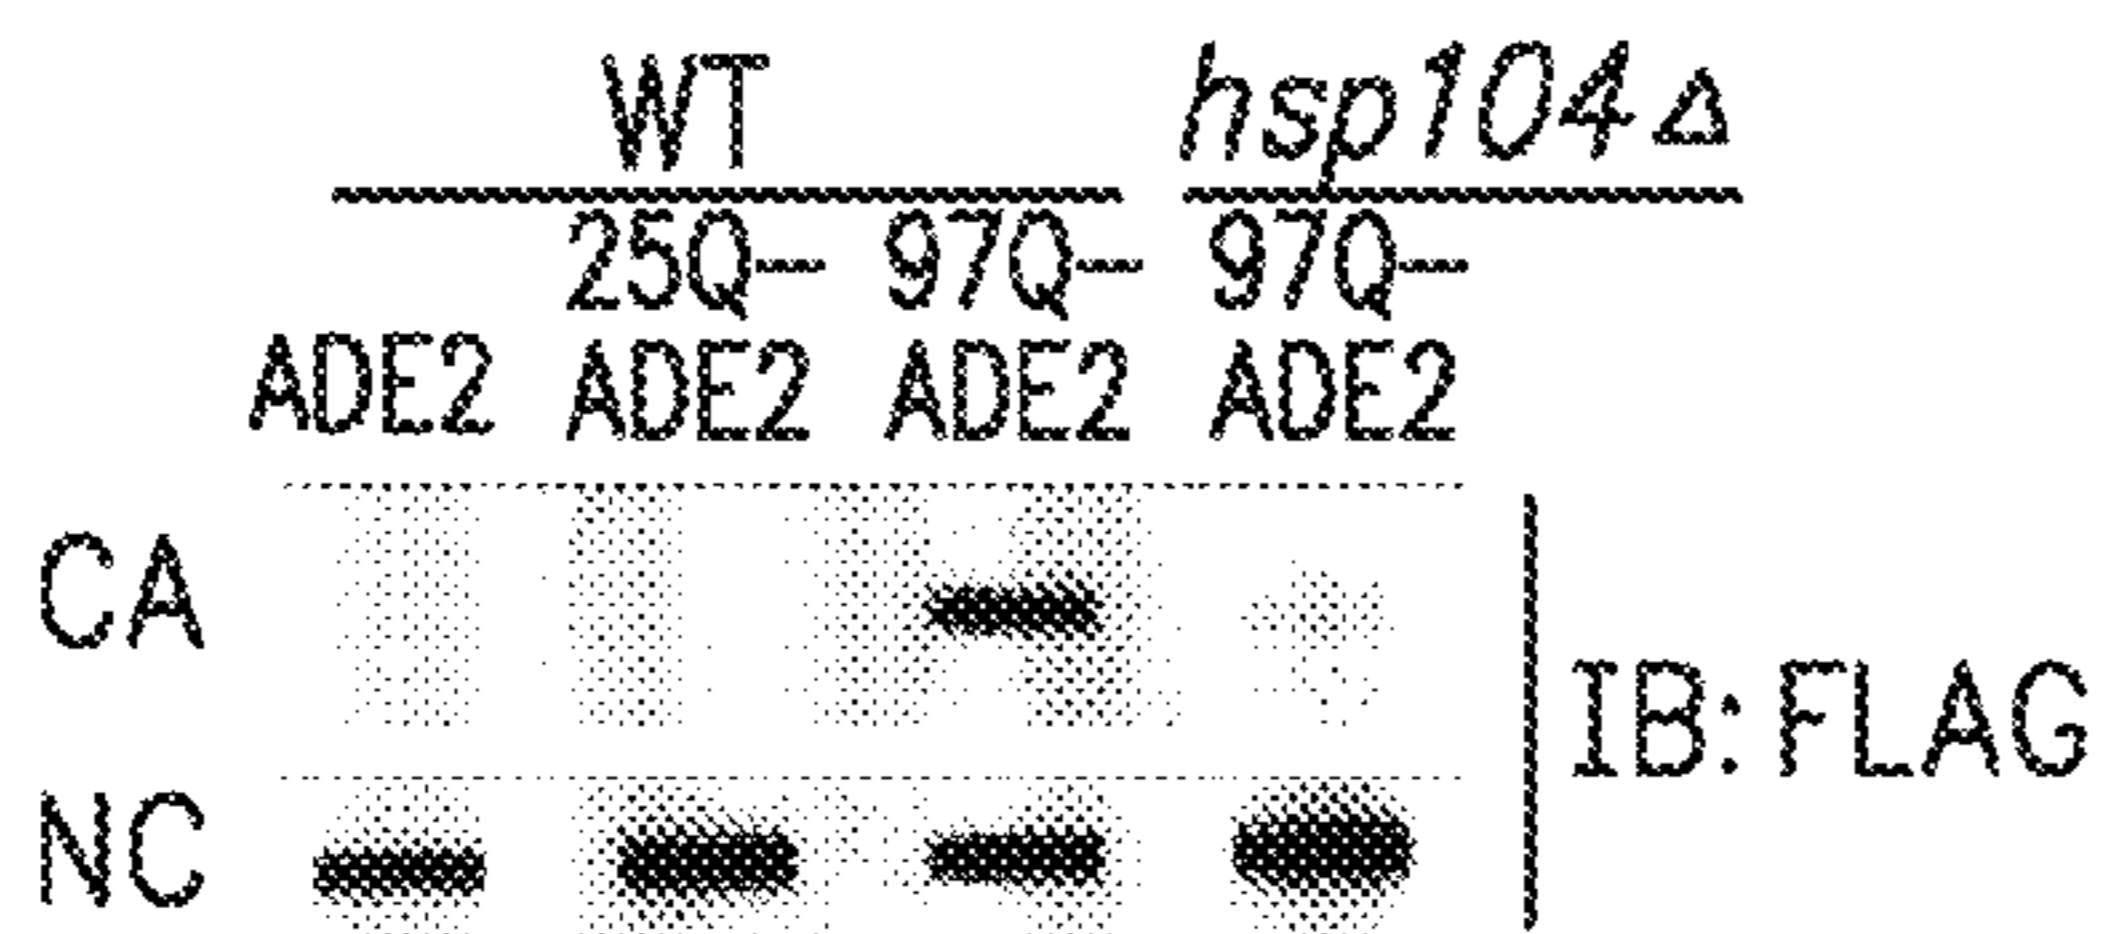 WT hsp104Δ
25Q- 97Q- 97Q-
ADE2 ADE2 ADE2 ADE2
CA
IB: FLAG
NC